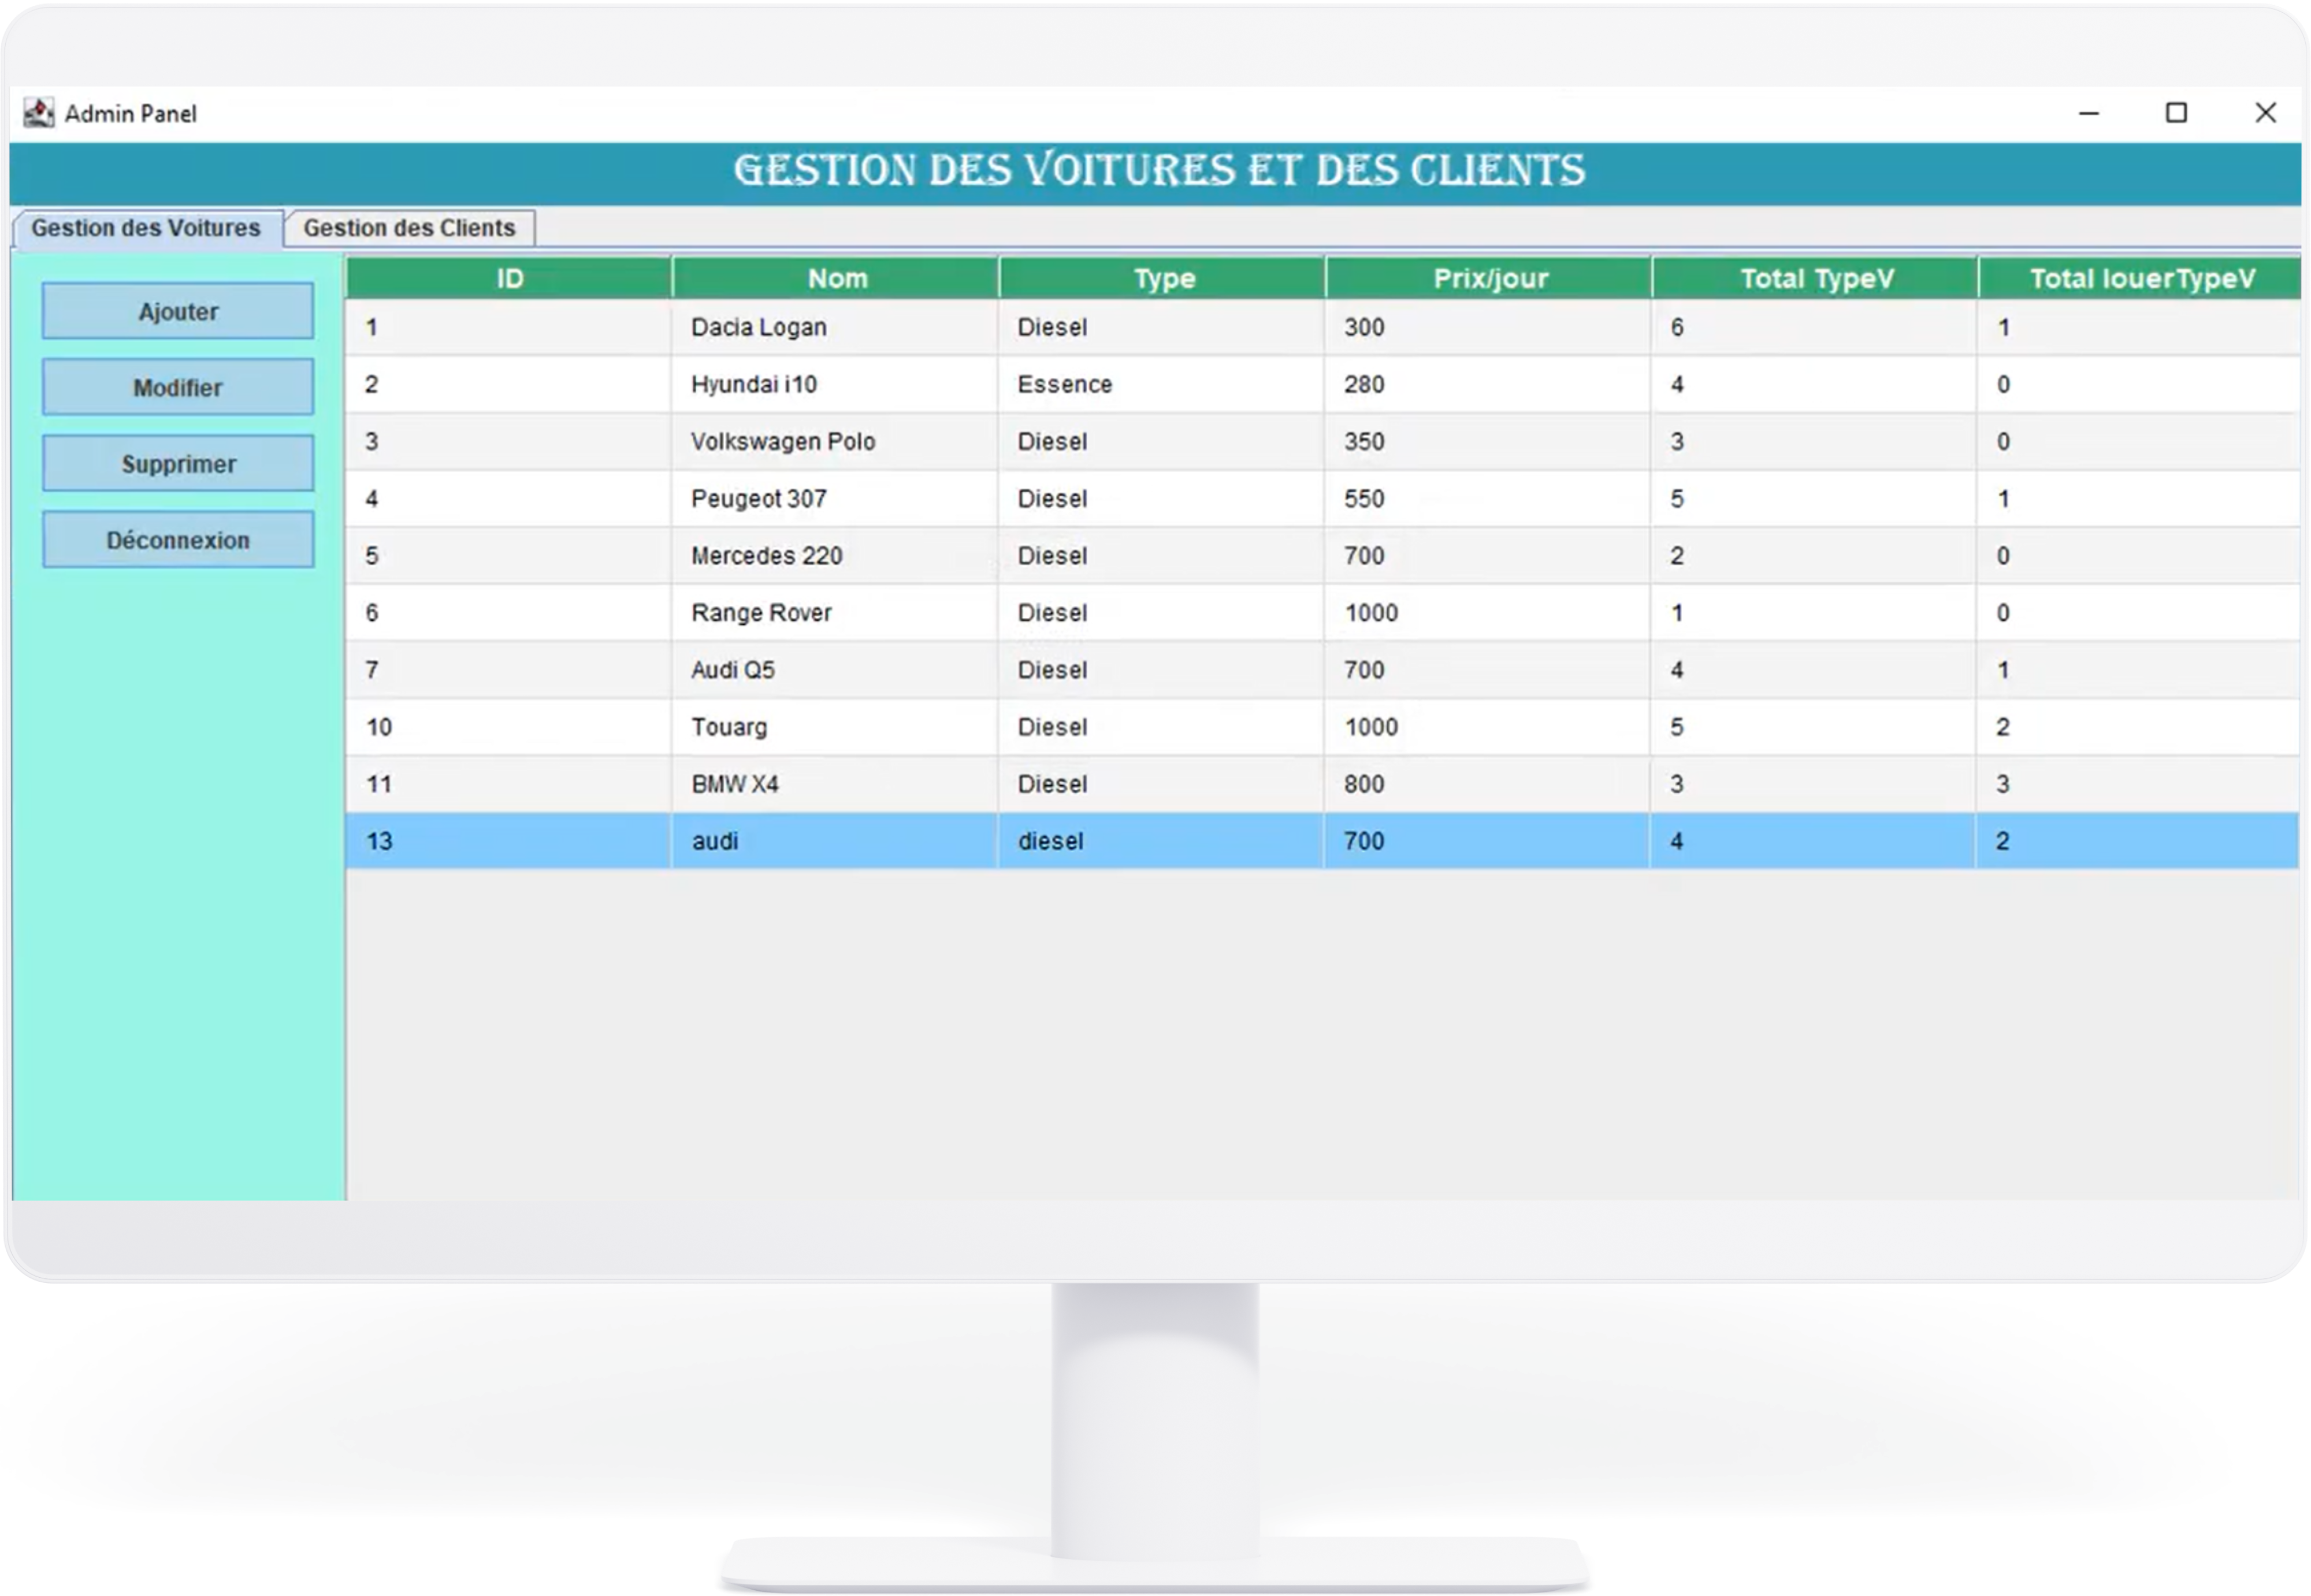 Admin Panel
GESTION DES VOITURES ET DES CLIENTS
Gestion des Voitures Gestion des Clients
Ajouter
Modifier
Supprimer
Déconnexion
ID Nom Type Prix/jour Total TypeV Total louerTypeV
1 Dacia Logan Diesel 300 6 1
2 Hyundai i10 Essence 280 4 0
3 Volkswagen Polo Diesel 350 3 0
4 Peugeot 307 Diesel 550 5 1
5 Mercedes 220 Diesel 700 2 0
6 Range Rover Diesel 1000 1 0
7 Audi Q5 Diesel 700 4 1
10 Touarg Diesel 1000 5 2
11 BMW X4 Diesel 800 3 3
13 audi diesel 700 4 2